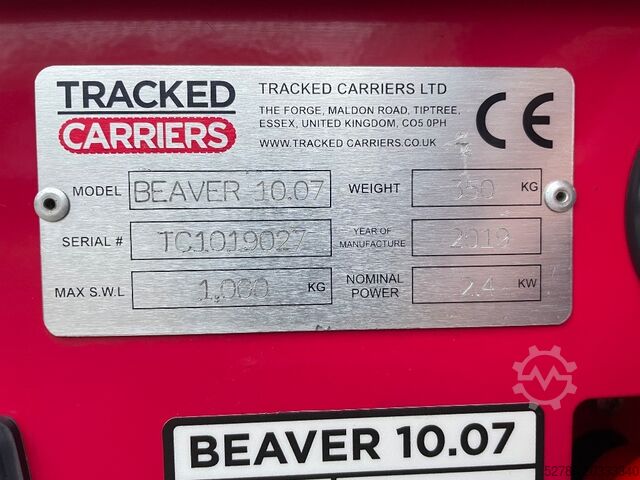 TRACKED
CARRIERS
TRACKED CARRIERS LTD
THE FORGE, MALDON ROAD, TIPTREE,
ESSEX, UNITED KINGDOM, CO5 0PH
WWW.TRACKED CARRIERS.CO.UK
CE
MODEL BEAVER 10.07 WEIGHT 350 KG
SERIAL # TC1019027 YEAR OF MANUFACTURE 2019
MAX S.W.L 1,000 KG NOMINAL POWER 2.4 KW
BEAVER 10.07